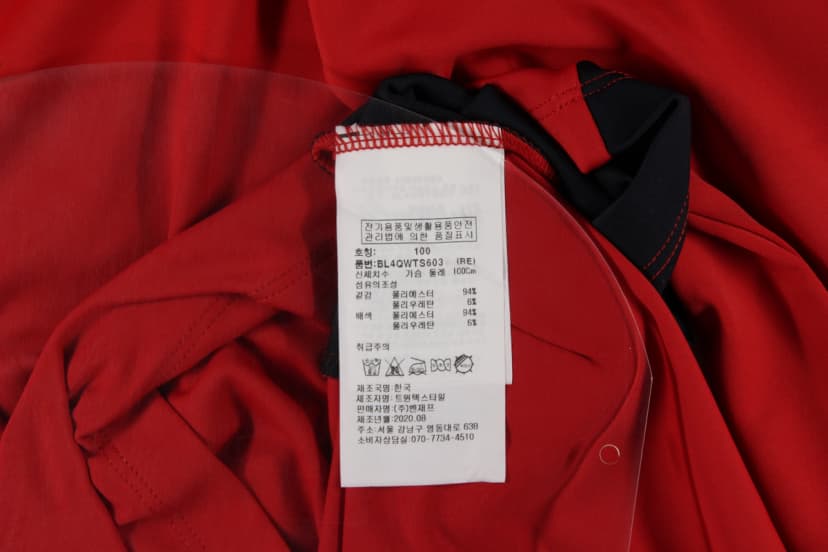 전기용품및생활용품안전
관리법에 의한 품질표시
호칭: 100
품번:BL4QWTS603 (RE)
신체치수 가슴 둘레 100Cm
섬유의조성
겉감 폴리에스터 94%
폴리우레탄 6%
배색 폴리에스터 94%
폴리우레탄 6%
취급주의
제조국명:한국
제조자명:트윈텍스타일
판매자명:(주)벤제프
제조년월:2020.08
주소:서울 강남구 영동대로 638
소비자상담실:070-7734-4510